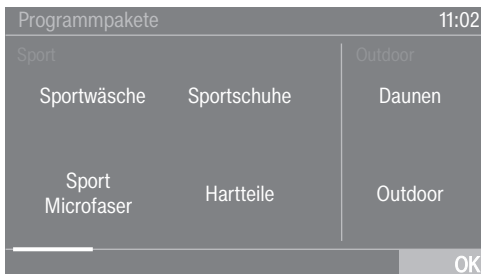 Programmpakete 11:02
Sport Outdoor
Sportwäsche Sportschuhe Daunen
Sport
Microfaser Hartteile Outdoor
OK